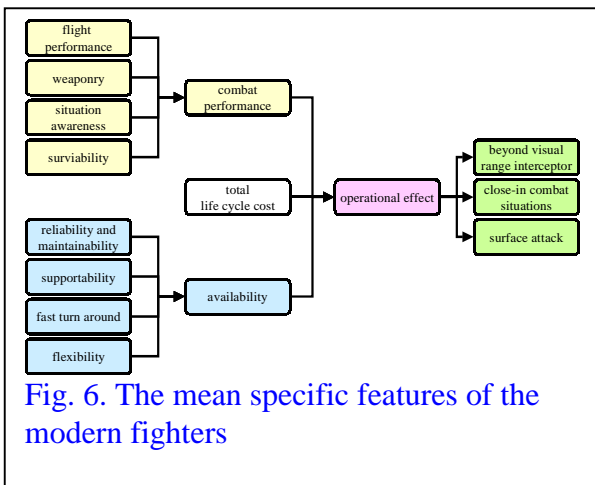 flight
performance
weaponry
situation
awareness
surviability
combat
performance
total
life cycle cost
reliability and
maintainability
supportability
fast turn around
flexibility
availability
operational effect
beyond visual
range interceptor
close-in combat
situations
surface attack
Fig. 6. The mean specific features of the
modern fighters